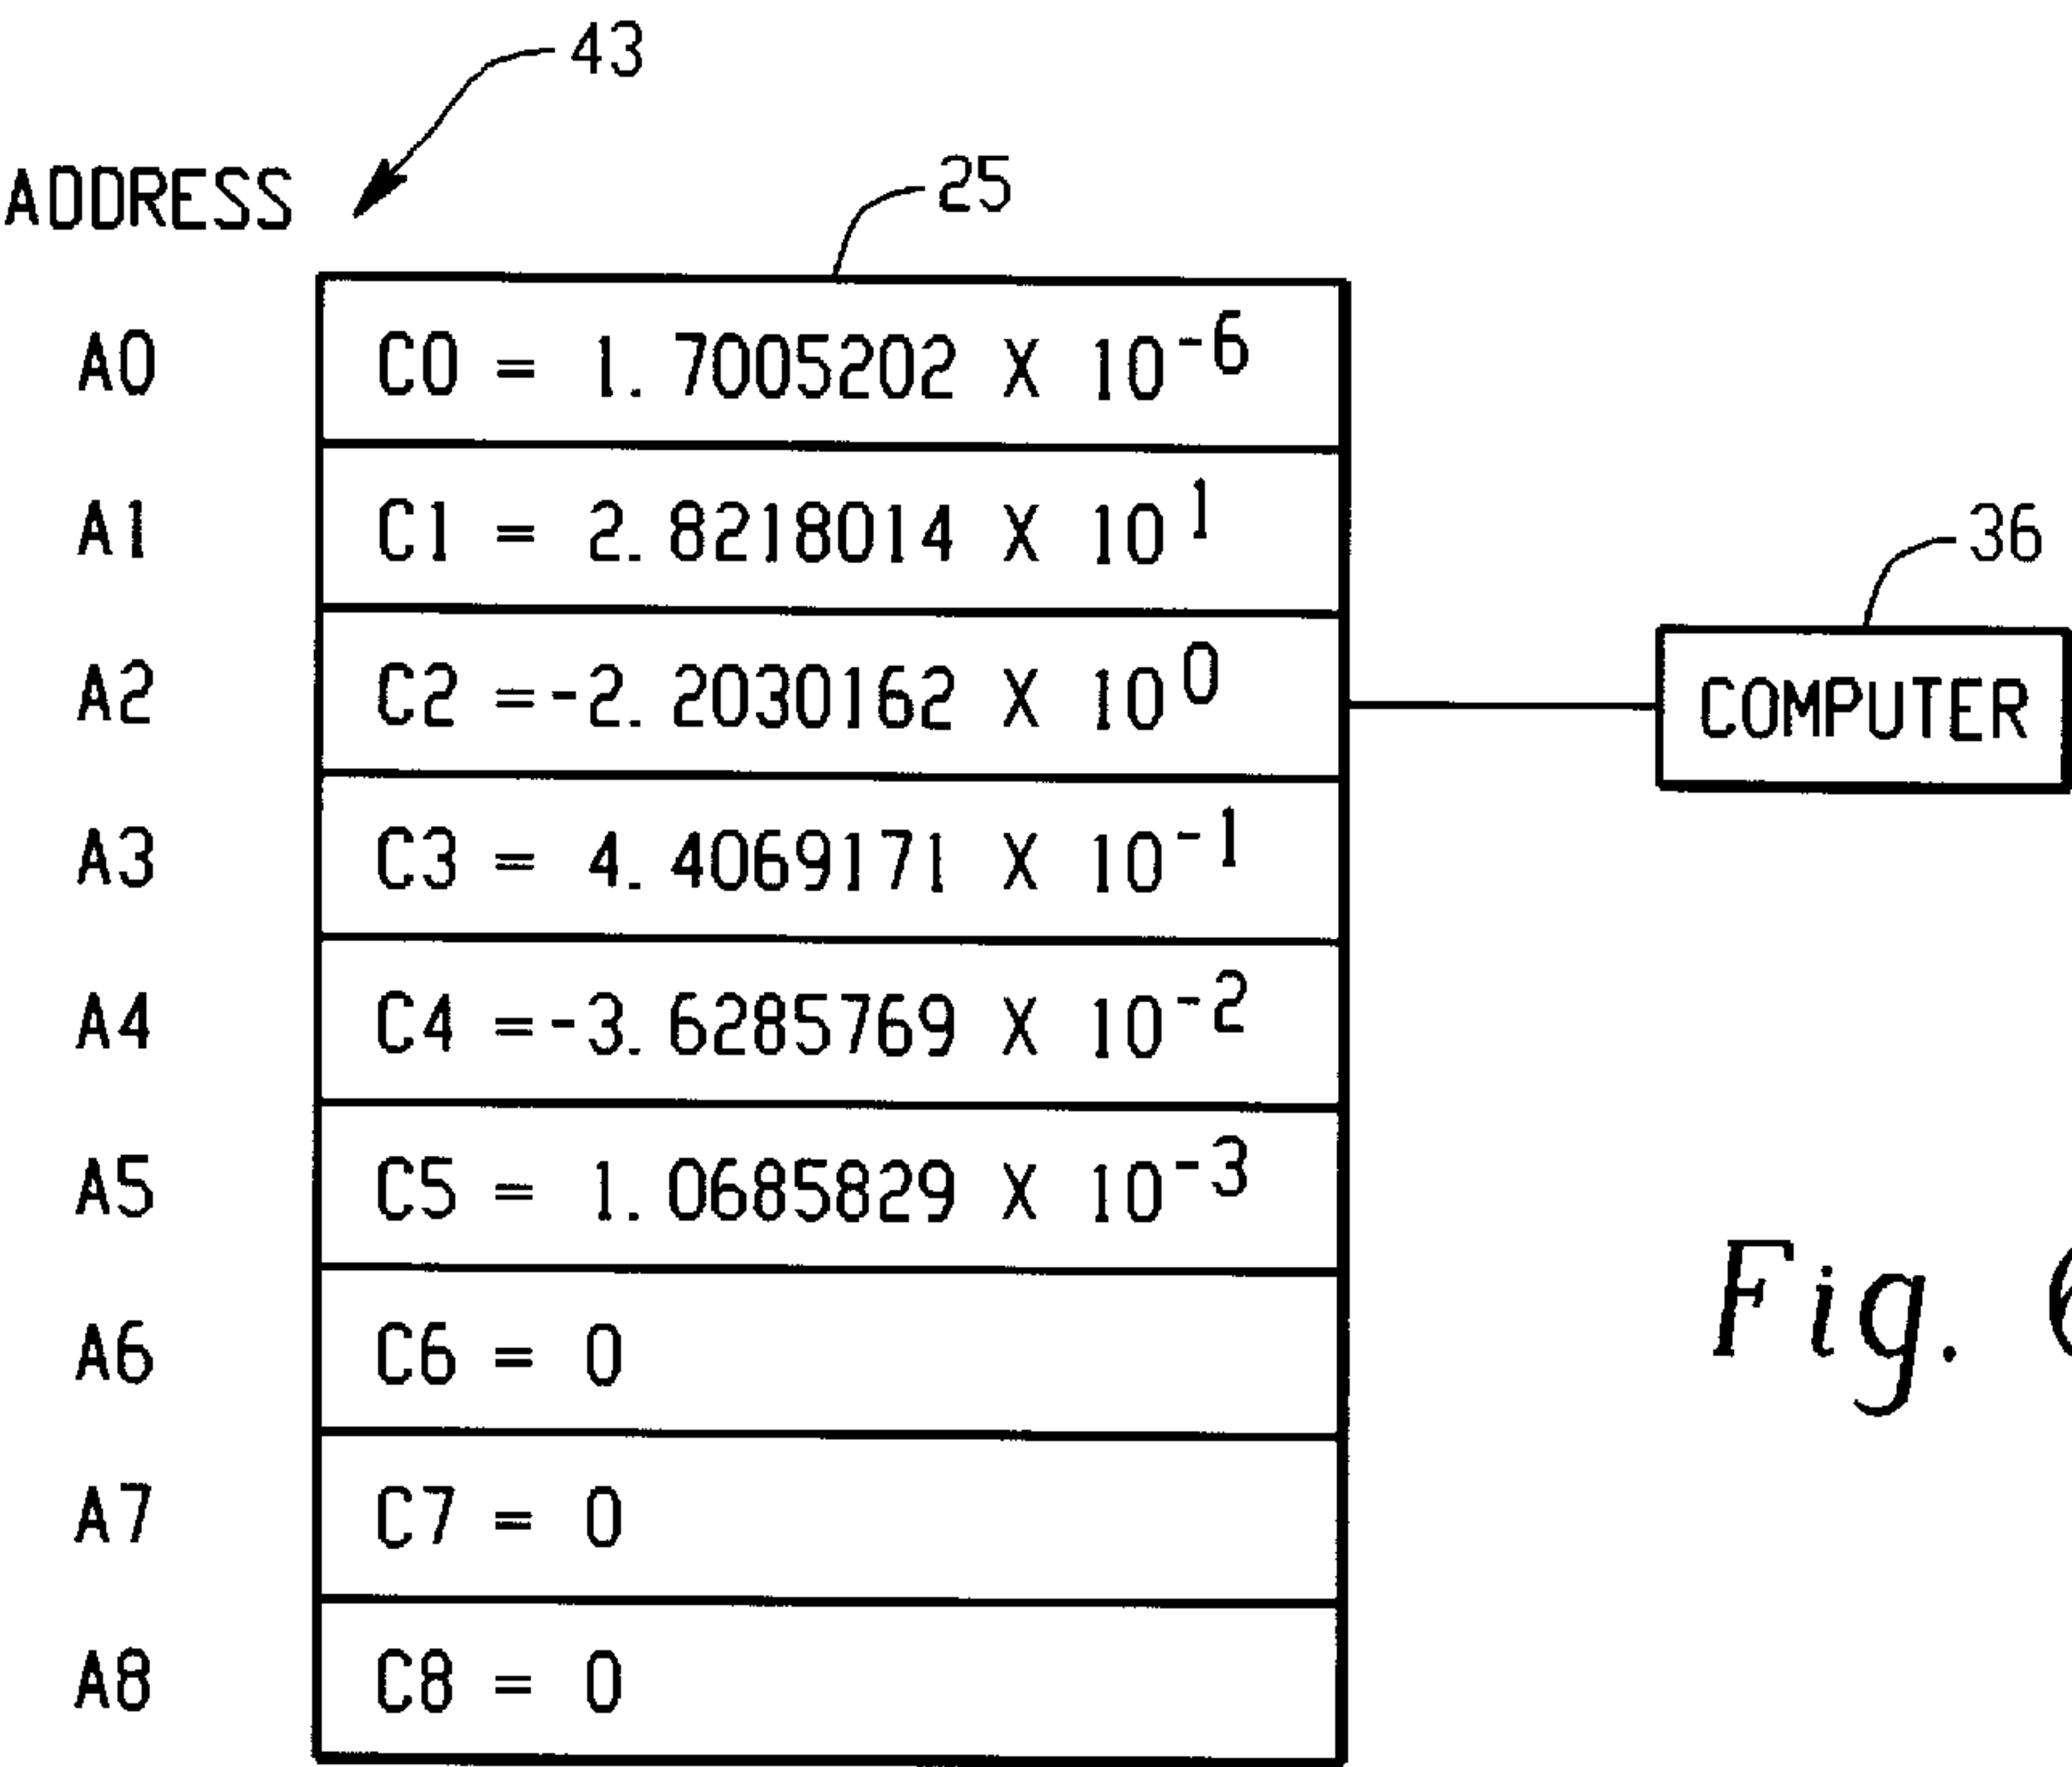 43
ADDRESS
25
A0 C0 = 1.7005202 X 10^-6
A1 C1 = 2.8218014 X 10^1
36
A2 C2 =-2.2030162 X 10^0
COMPUTER
A3 C3 = 4.4069171 X 10^-1
A4 C4 =-3.6285769 X 10^-2
A5 C5 = 1.0685829 X 10^-3
Fig.
A6 C6 = 0
A7 C7 = 0
A8 C8 = 0